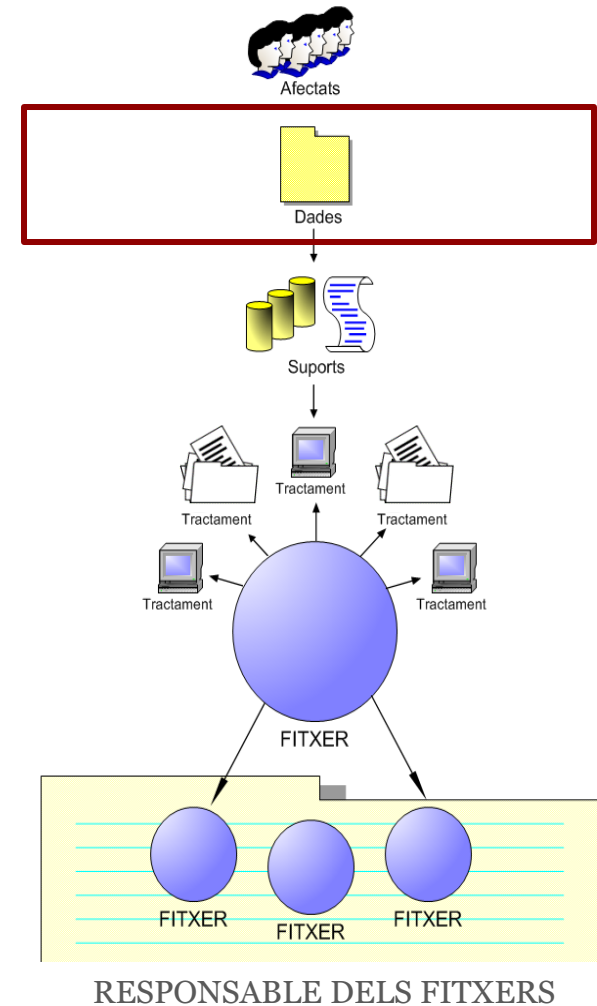 Afectats
Dades
Suports
Tractament
Tractament
Tractament
Tractament
Tractament
FITXER
FITXER
FITXER
FITXER
RESPONSABLE DELS FITXERS